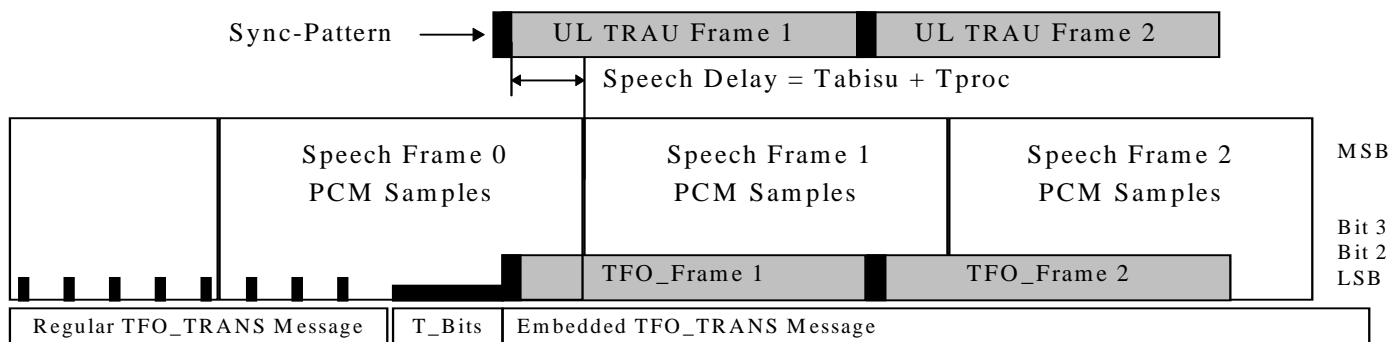 Sync-Pattern
UL TRAU Frame 1
UL TRAU Frame 2
Speech Delay = Tabisu + Tproc
Speech Frame 0
PCM Samples
Speech Frame 1
PCM Samples
Speech Frame 2
PCM Samples
MSB
Bit 3
Bit 2
LSB
TFO_Frame 1
TFO_Frame 2
Regular TFO_TRANS Message
T_Bits
Embedded TFO_TRANS Message